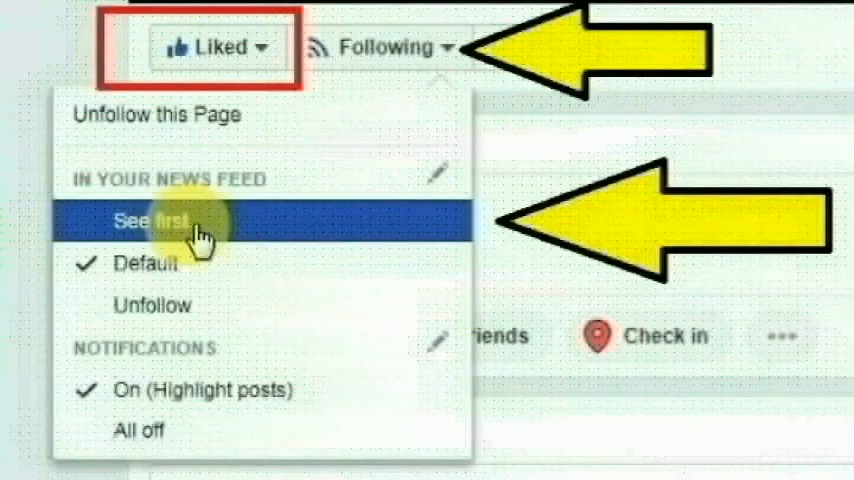 Liked Following
Unfollow this Page
IN YOUR NEWS FEED
See first
Default
Unfollow
riends Check in
NOTIFICATIONS
On (Highlight posts)
All off